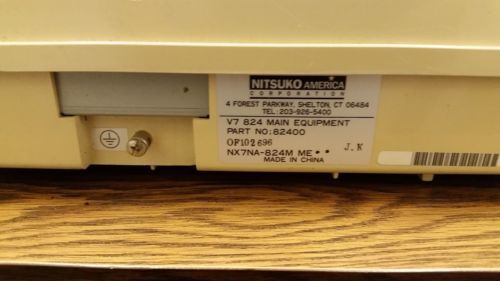 NITSUKO AMERICA
CORPORATION
4 FOREST PARKWAY, SHELTON, CT 06484
TEL: 203-926-5400
V7 824 MAIN EQUIPMENT
PART NO: 82400
OF102696 J.K
NX7NA-824M ME**
MADE IN CHINA